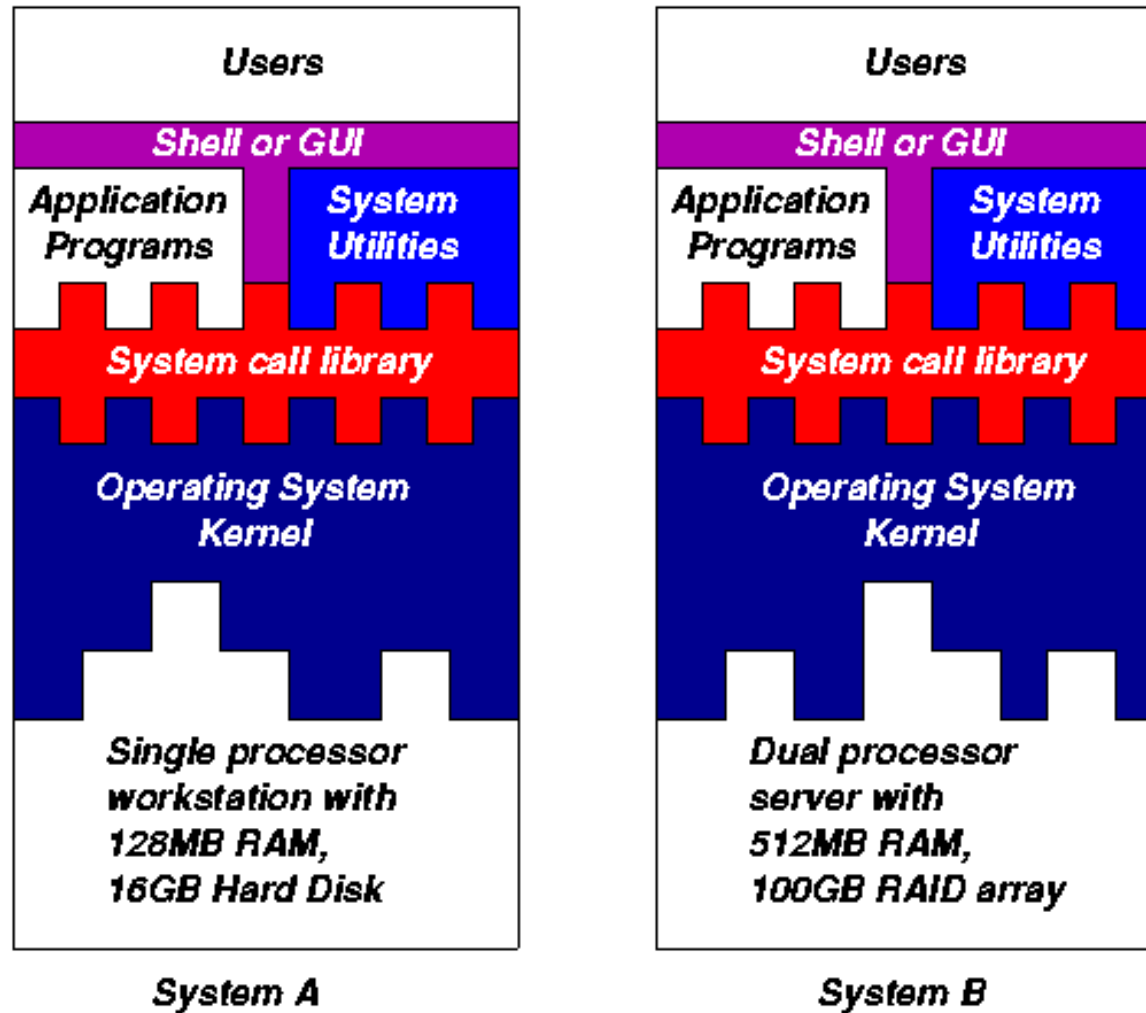 Users
Shell or GUI
Application
Programs
System
Utilities
System call library
Operating System
Kernel
Single processor
workstation with
128MB RAM,
16GB Hard Disk
System A
Users
Shell or GUI
Application
Programs
System
Utilities
System call library
Operating System
Kernel
Dual processor
server with
512MB RAM,
100GB RAID array
System B